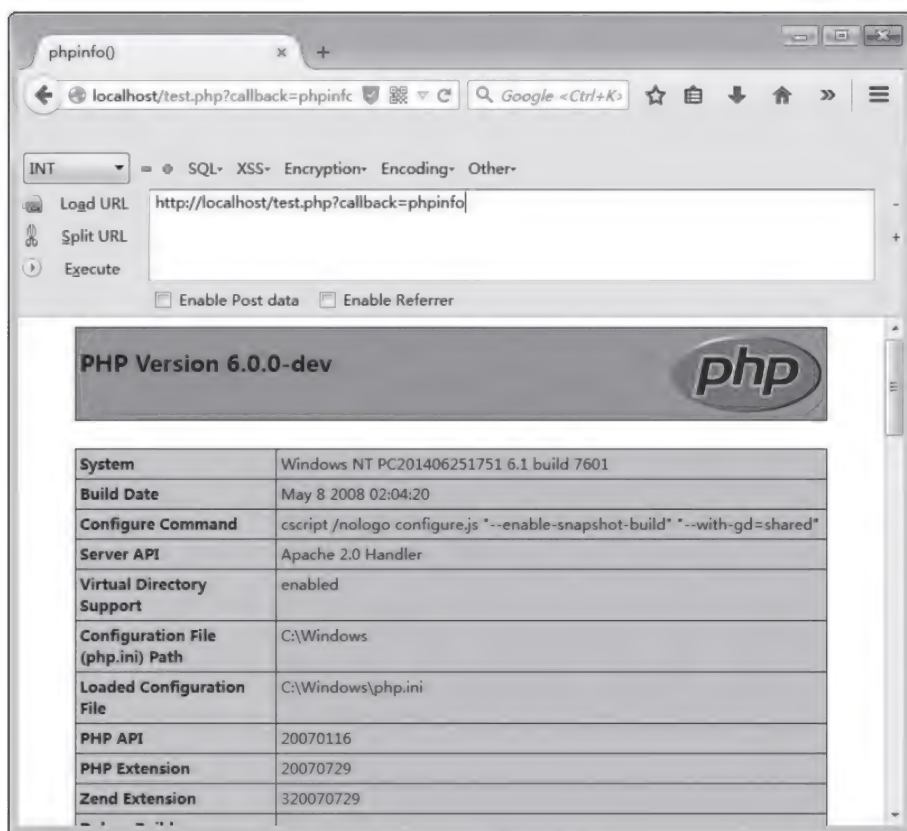 phpinfo()
localhost/test.php?callback=phpinfc
Google <Ctrl+K>
INT
SQL- XSS- Encryption- Encoding- Other-
Load URL
http://localhost/test.php?callback=phpinfo
Split URL
Execute
Enable Post data Enable Referrer
PHP Version 6.0.0-dev
php
System Windows NT PC201406251751 6.1 build 7601
Build Date May 8 2008 02:04:20
Configure Command cscript /nologo configure.js "--enable-snapshot-build" "--with-gd=shared"
Server API Apache 2.0 Handler
Virtual Directory enabled
Support
Configuration File C:\Windows
(php.ini) Path
Loaded Configuration C:\Windows\php.ini
File
PHP API 20070116
PHP Extension 20070729
Zend Extension 320070729